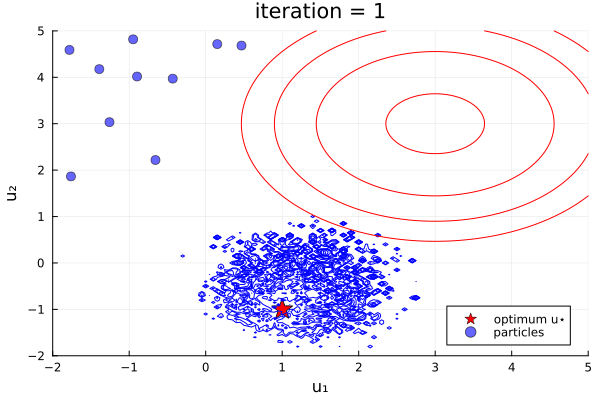 iteration = 1
5
4
3
2
1
0
−1
−2
u₂
−2 −1 0 1 2 3 4 5
u₁
optimum u⋆
particles